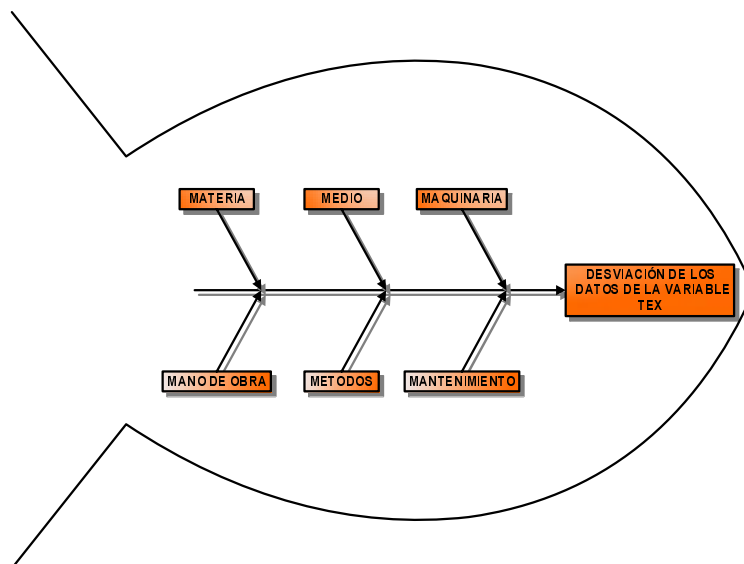 MATERIA
MEDIO
MAQUINARIA
DESVIACIÓN DE LOS
DATOS DE LA VARIABLE
TEX
MANO DE OBRA
METODOS
MANTENIMIENTO